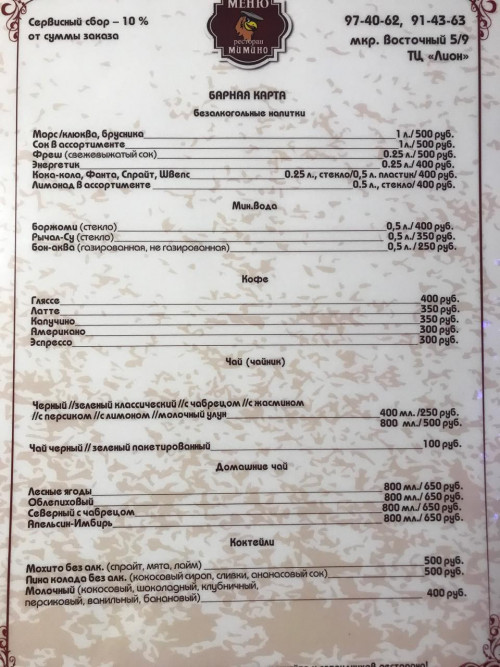 МЕНЮ
ресторан
МИМИНО
Сервисный сбор – 10 %
от суммы заказа
97-40-62, 91-43-63
мкр. Восточный 5/9
ТЦ «Лион»
БАРНАЯ КАРТА
Безалкогольные напитки
Морс/клюква, брусника 1 л./ 500 руб.
Сок в ассортименте 1л./ 500 руб.
Фреш (свежевыжатый сок) 0.25 л./ 500 руб.
Энергетик 0.25 л./ 400 руб.
Кока-кола, Фанта, Спрайт, Швепс 0.25 л., стекло/0,5 л. пластик/ 400 руб.
Лимонад в ассортименте 0.5 л., стекло/ 400 руб.
Мин.вода
Боржоми (стекло) 0,5 л./ 400 руб.
Рычал-Су (стекло) 0,5 л./ 350 руб.
бон-аква (газированная, не газированная) 0,5 л./ 250 руб.
Кофе
Гляссе 400 руб.
Латте 350 руб.
Капучино 350 руб.
Американо 300 руб.
Эспрессо 300 руб.
Чай (чайник)
Черный //зеленый классический //с чабрецом //с жасмином
//с персиком //с лимоном //молочный улун 400 мл. /250 руб.
800 мл./ 500 руб.
Чай черный // зеленый пакетированный 100 руб.
Домашние чай
Лесные ягоды 800 мл./ 650 руб.
Облепиховый 800 мл./ 650 руб.
Северный с чабрецом 800 мл./ 650 руб.
Апельсин-Имбирь 800 мл./ 650 руб.
Коктейли
Мохито без алк. (спрайт, мята, лайм) 500 руб.
Пина колада без алк. (кокосовый сироп, сливки, ананасовый сок) 500 руб.
Молочный (кокосовый, шоколадный, клубничный,
персиковый, ванильный, банановый) 400 руб.